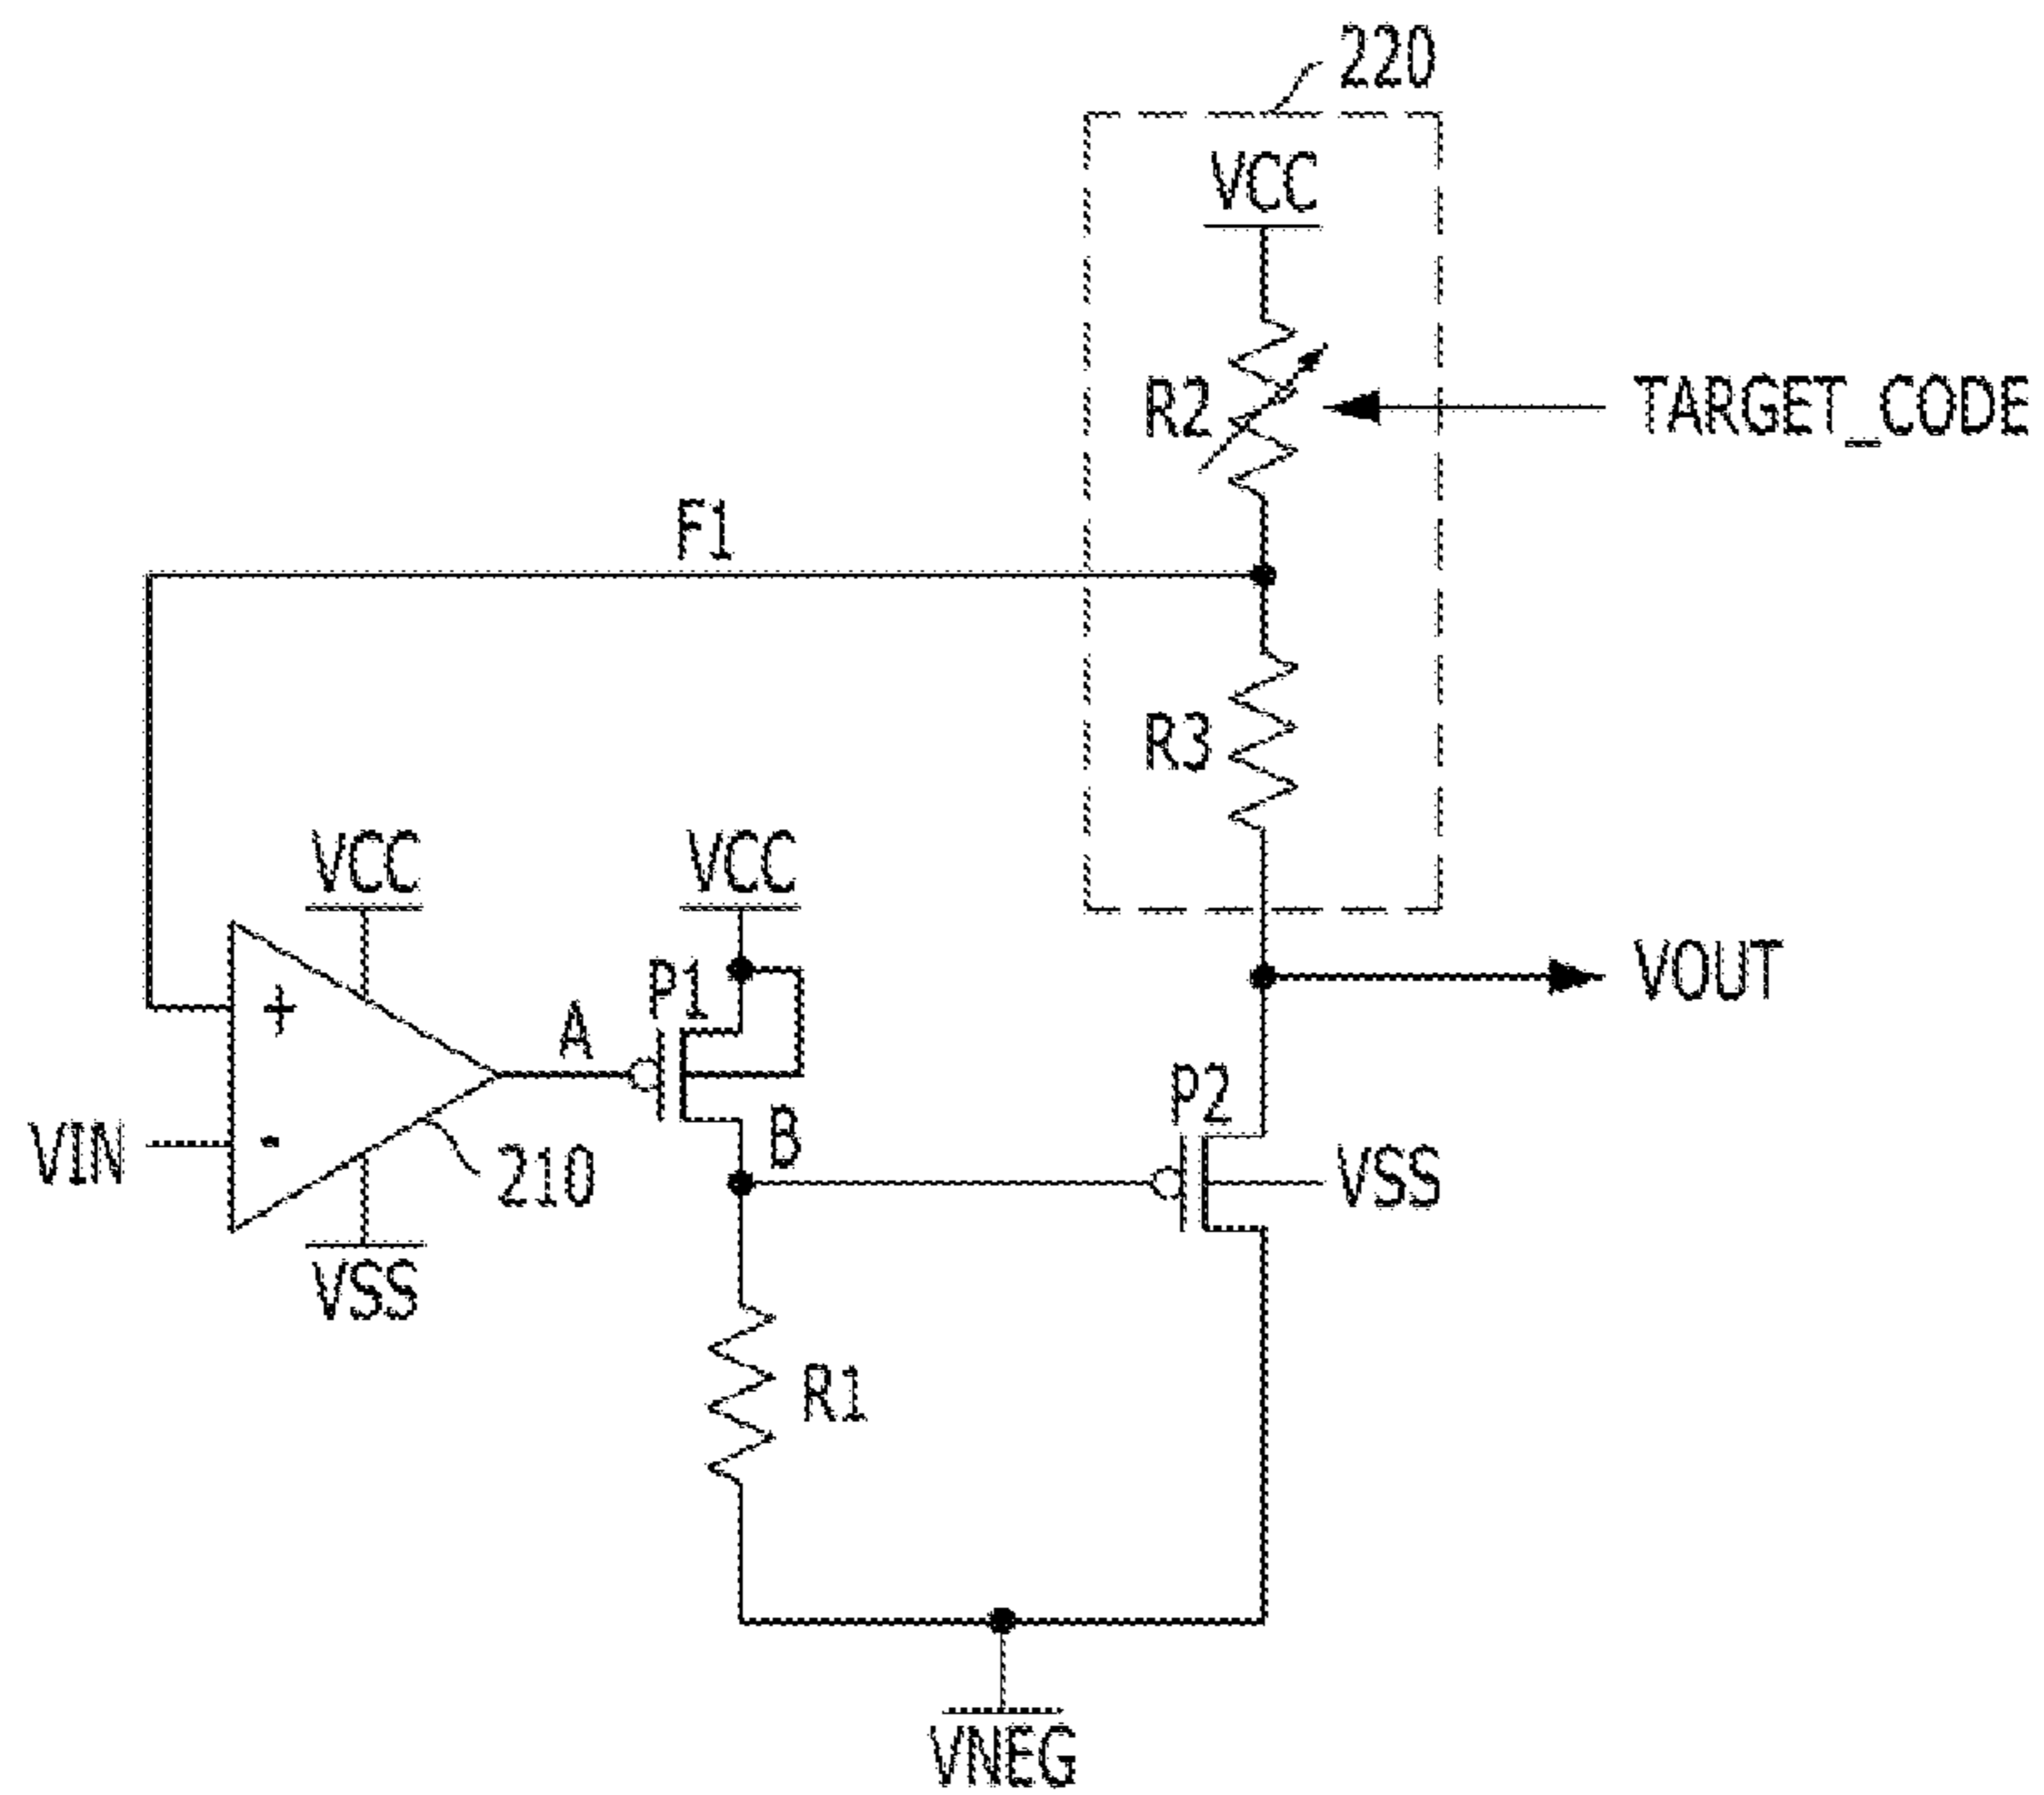 220
VCC
R2
TARGET_CODE
F1
R3
VCC
VCC
P1
+
A
VOUT
P2
B
VIN
-
210
VSS
VSS
R1
VNEG